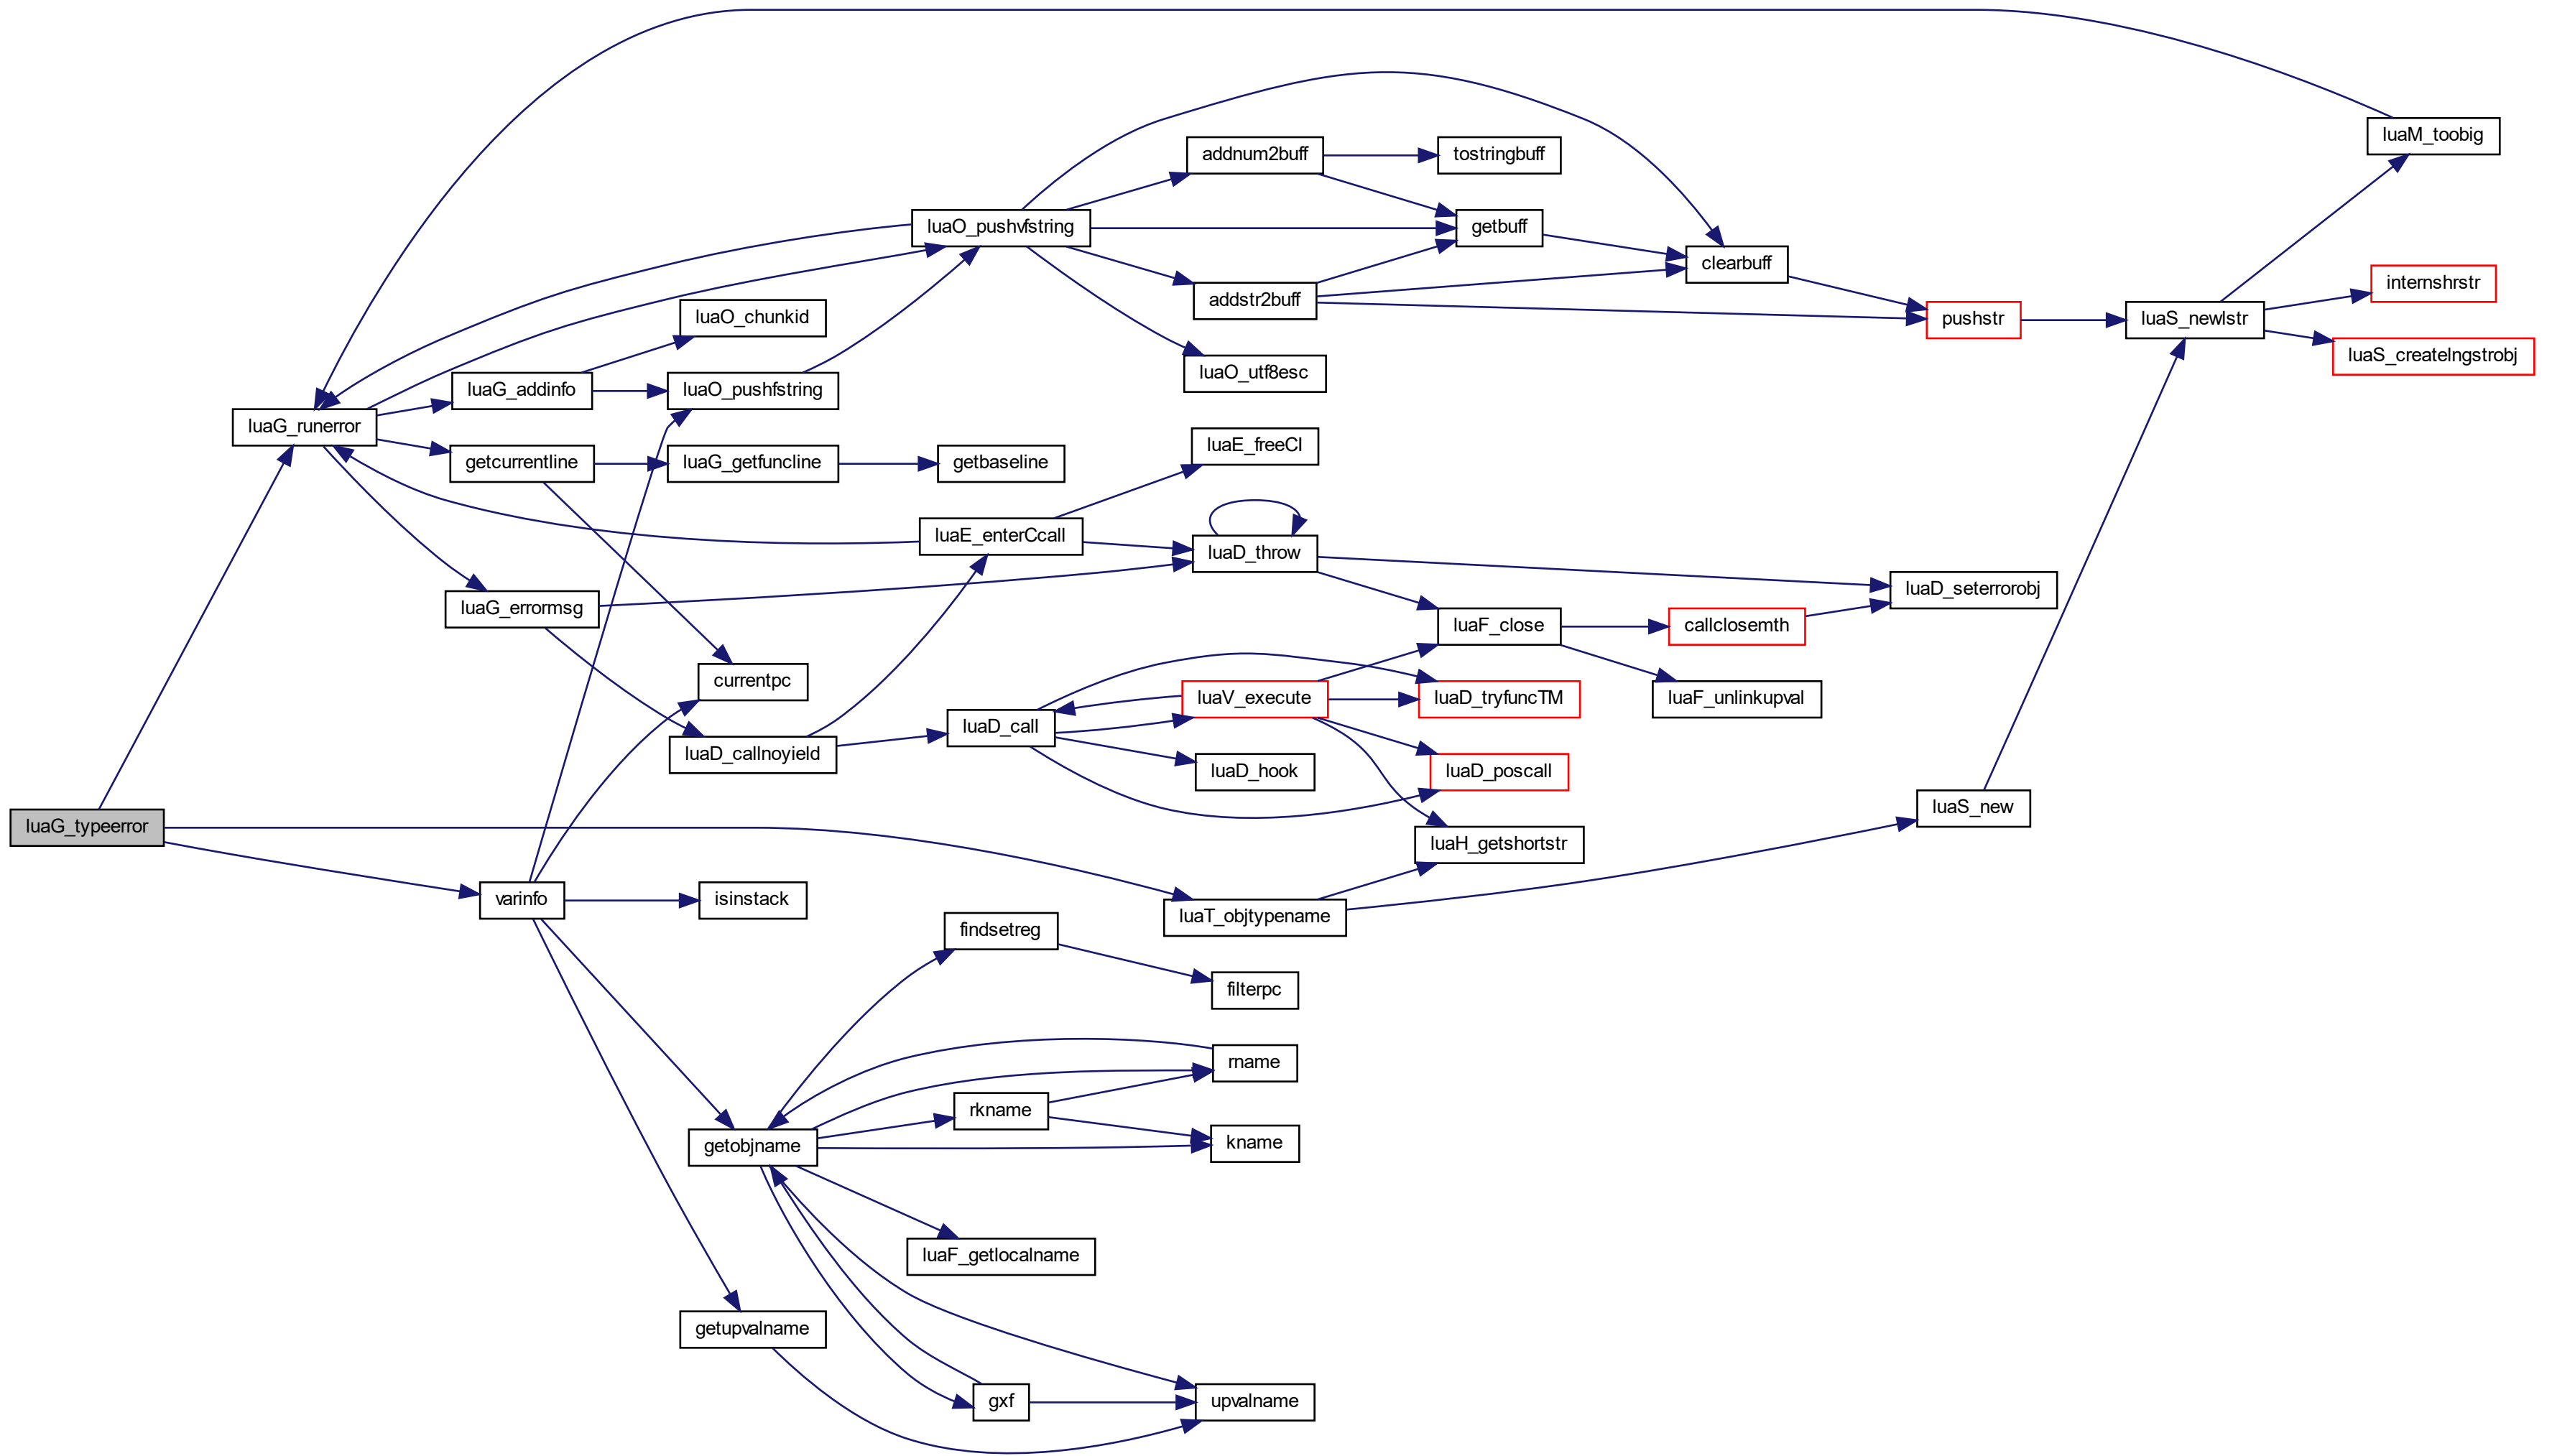 luaM_toobig
addnum2buff
tostringbuff
luaO_pushvfstring
getbuff
clearbuff
internshrstr
addstr2buff
luaO_chunkid
pushstr
luaS_newlstr
luaS_createlngstrobj
luaO_utf8esc
luaG_addinfo
luaO_pushfstring
luaG_runerror
getcurrentline
luaG_getfuncline
getbaseline
luaE_freeCI
luaE_enterCcall
luaD_throw
luaG_errormsg
luaD_seterrorobj
luaF_close
callclosemth
currentpc
luaV_execute
luaD_tryfuncTM
luaF_unlinkupval
luaD_call
luaD_callnoyield
luaD_hook
luaD_poscall
luaG_typeerror
luaS_new
luaH_getshortstr
varinfo
isinstack
luaT_objtypename
findsetreg
filterpc
rname
rkname
getobjname
kname
luaF_getlocalname
getupvalname
gxf
upvalname